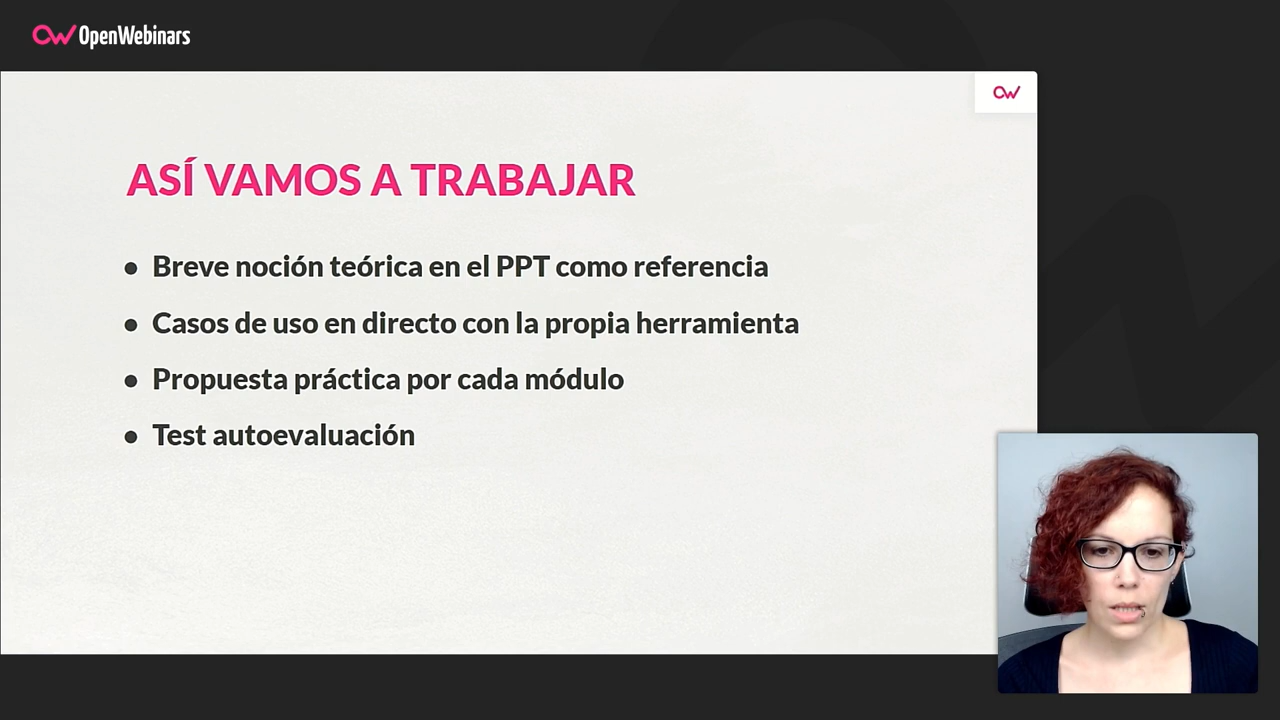 OpenWebinars
ASÍ VAMOS A TRABAJAR
● Breve noción teórica en el PPT como referencia
● Casos de uso en directo con la propia herramienta
● Propuesta práctica por cada módulo
● Test autoevaluación